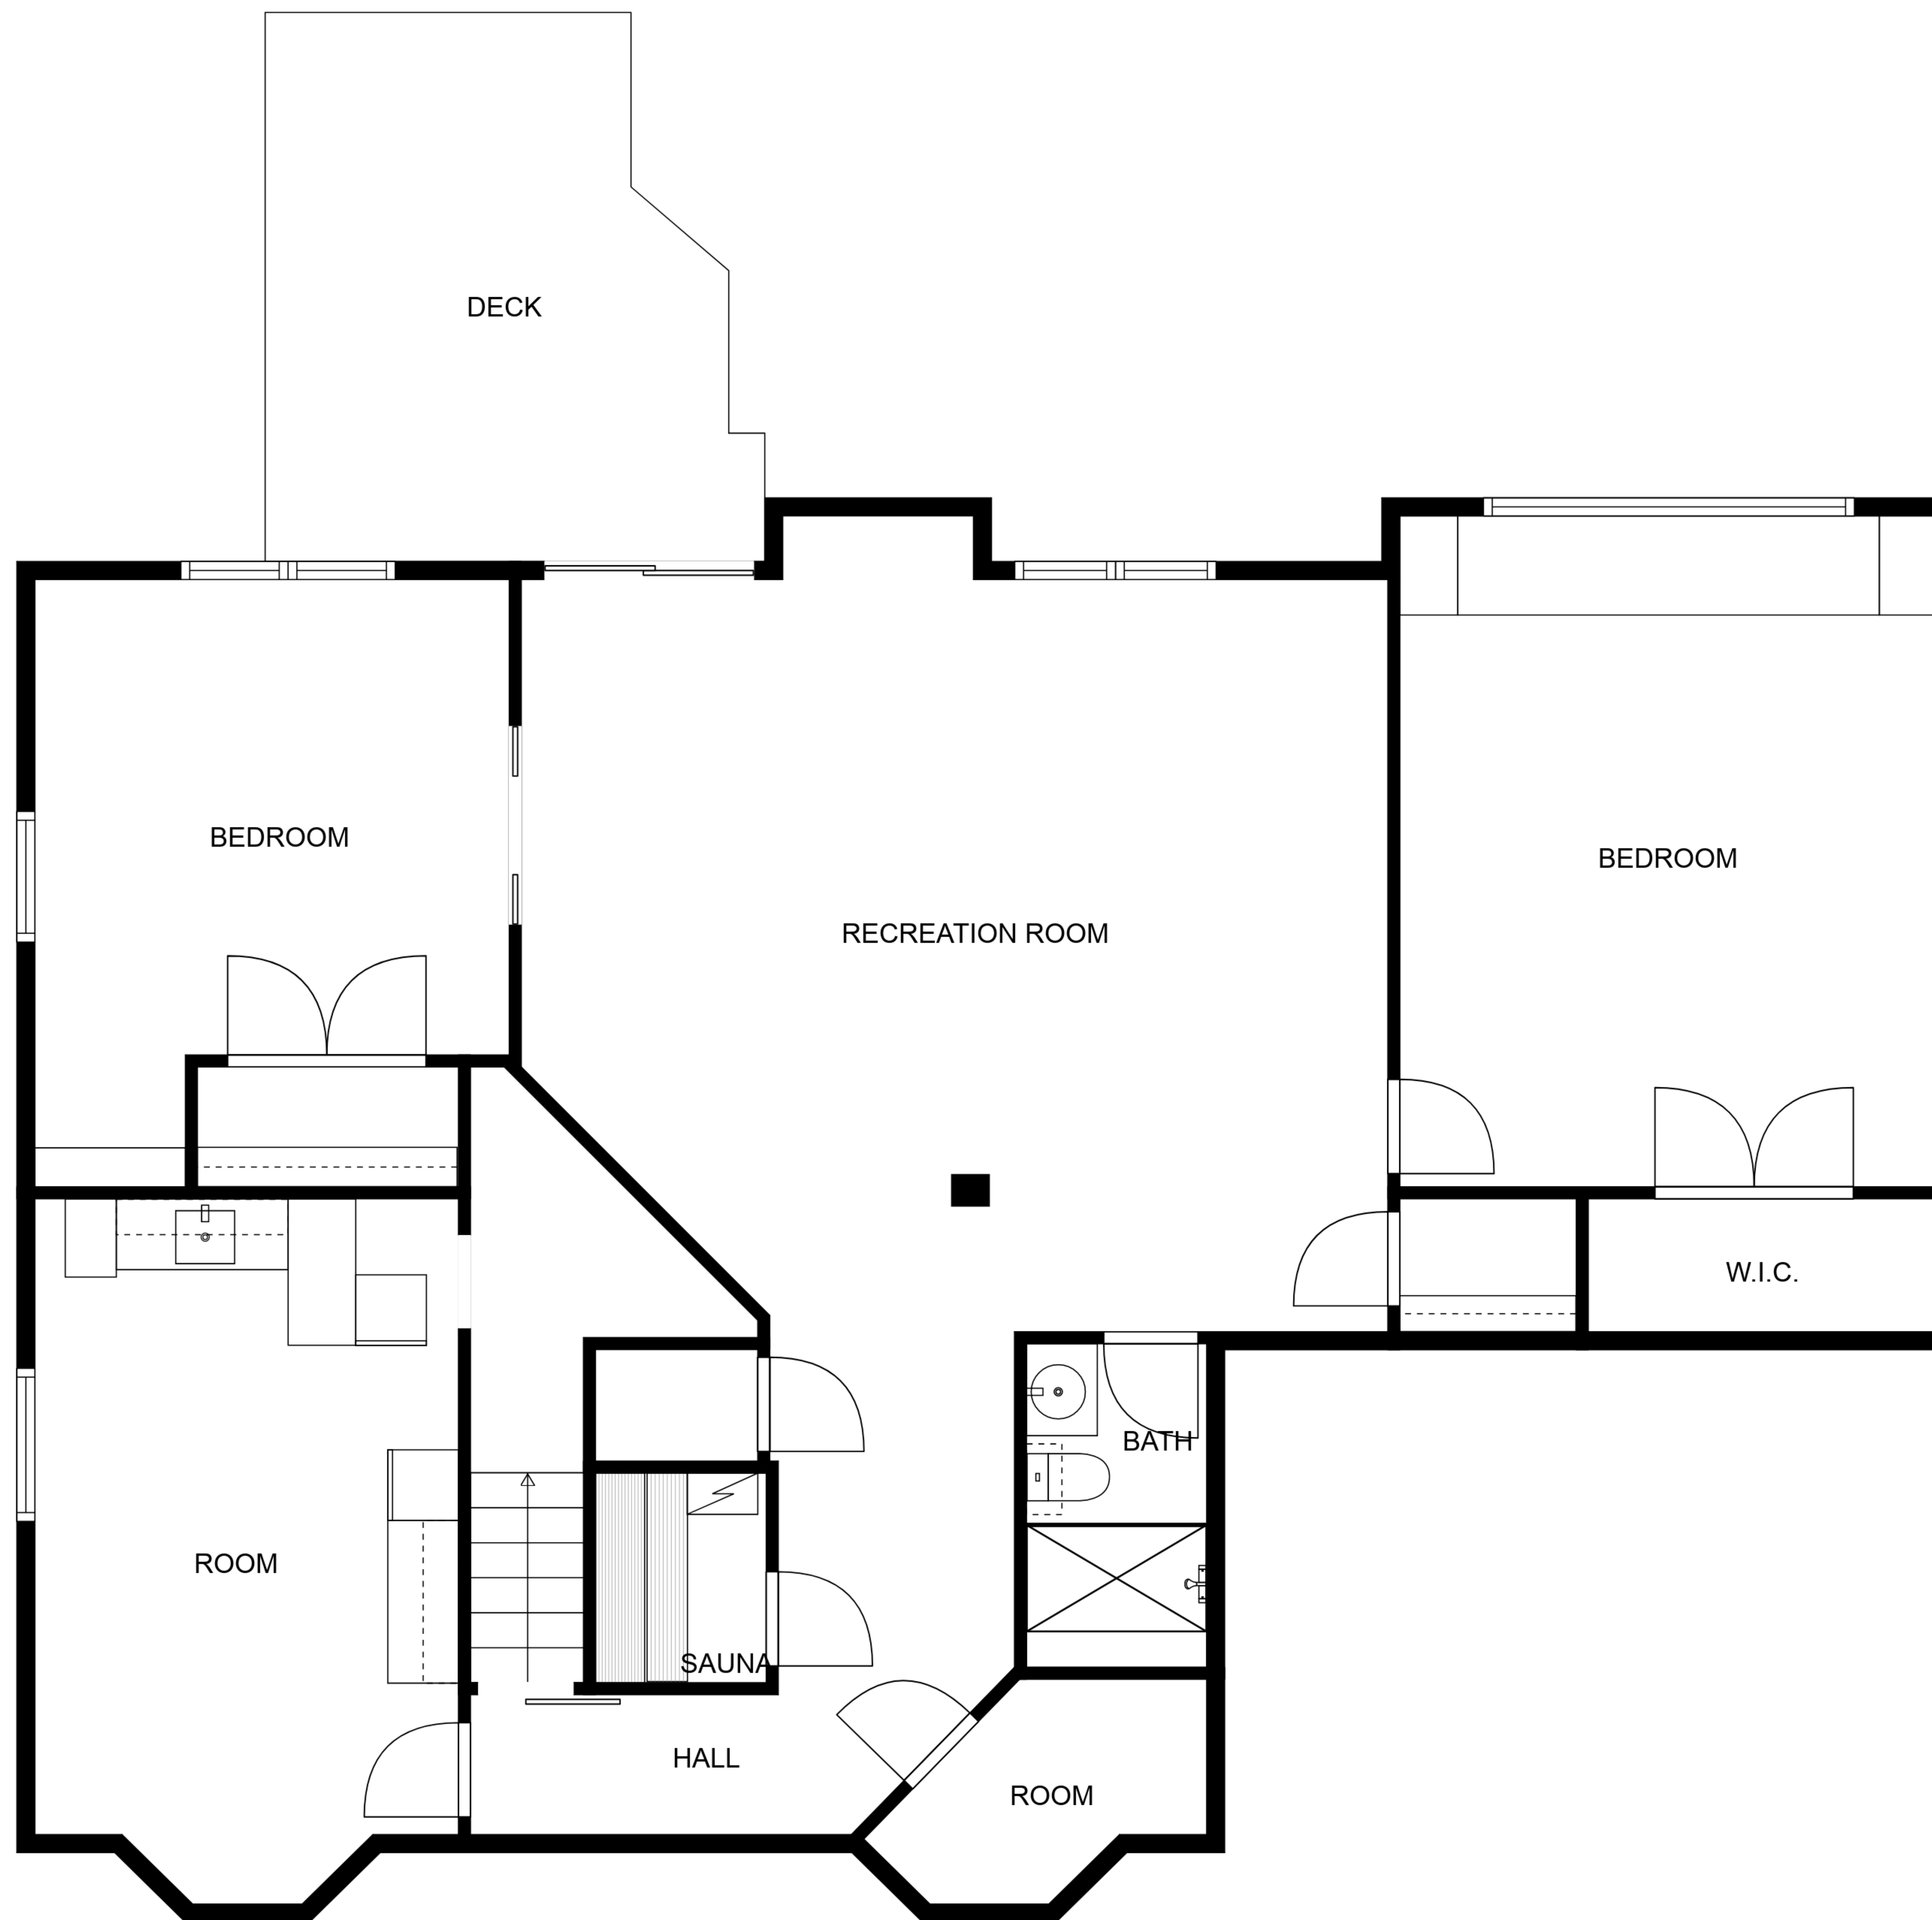 DECK
BEDROOM
BEDROOM
RECREATION ROOM
W.I.C.
BATH
ROOM
SAUNA
HALL
ROOM